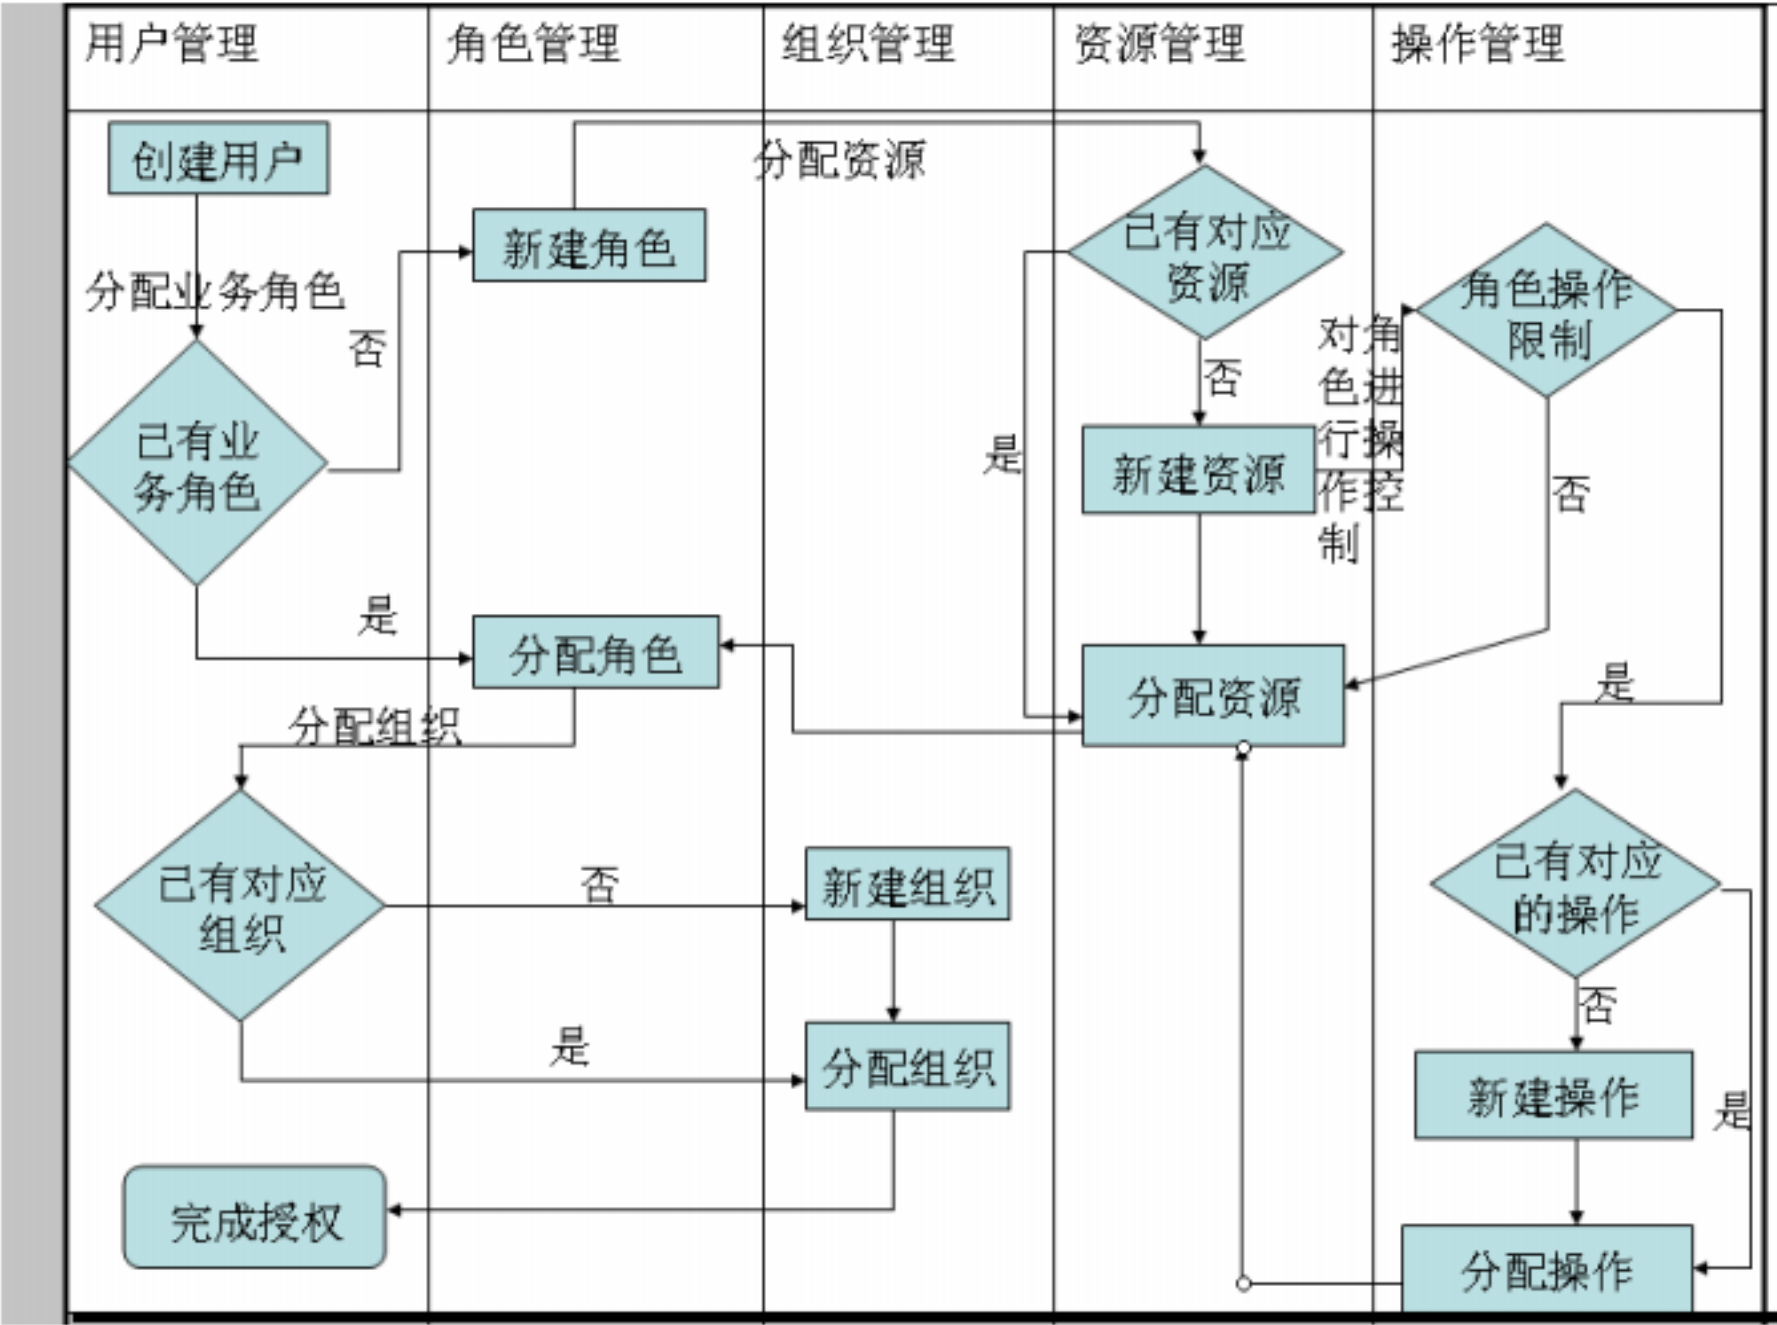 用户管理
角色管理
组织管理
资源管理
操作管理
创建用户
分配资源
新建角色
已有对应
资源
角色操作
限制
分配业务角色
否
对角
色进
行操
作控
制
否
已有业
务角色
是
新建资源
否
是
分配角色
分配资源
是
分配组织
已有对应
组织
否
新建组织
已有对应
的操作
否
是
分配组织
新建操作
是
完成授权
分配操作